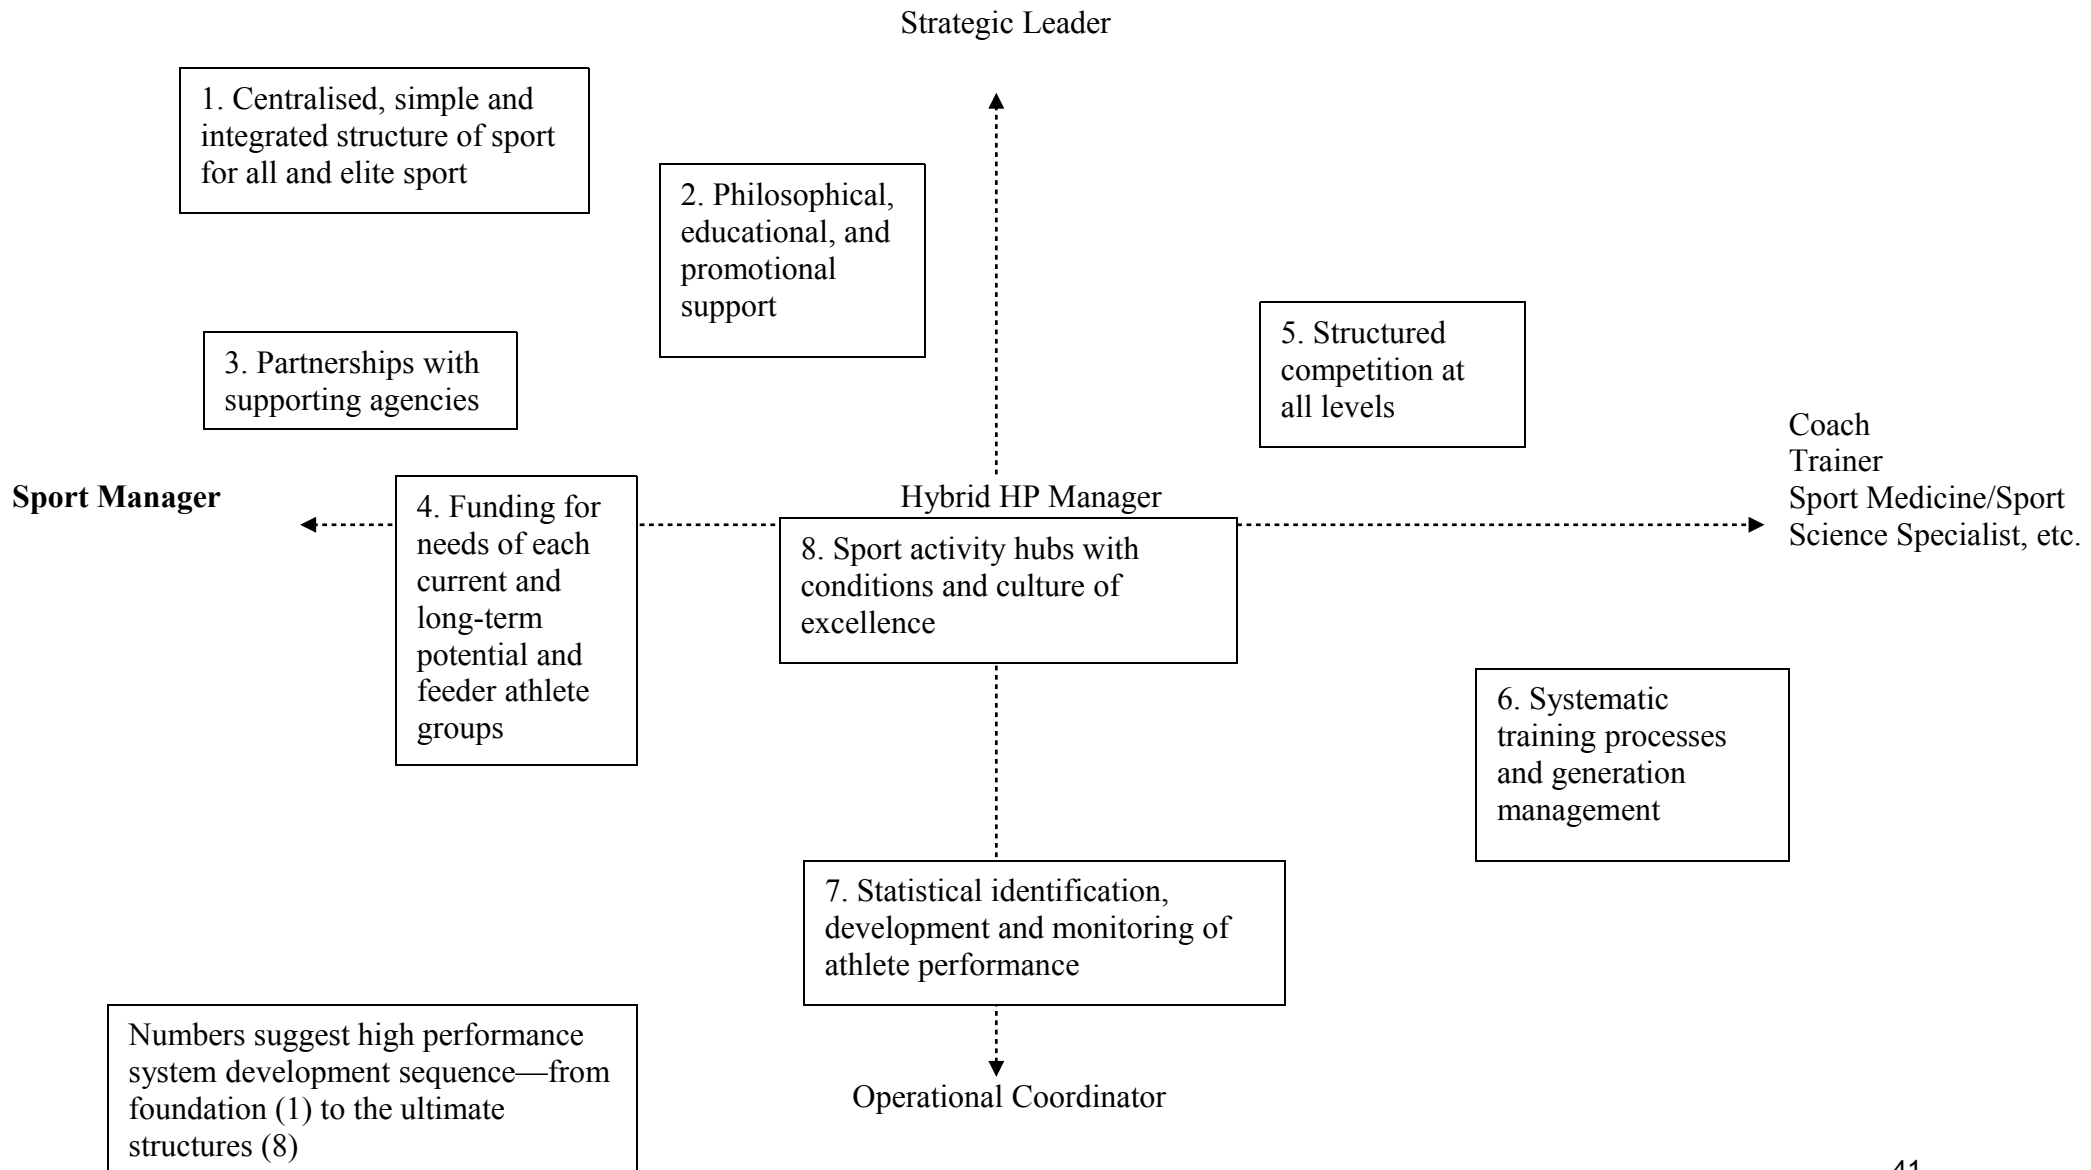 Strategic Leader
1. Centralised, simple and
integrated structure of sport
for all and elite sport
2. Philosophical,
educational, and
promotional
support
3. Partnerships with
supporting agencies
5. Structured
competition at
all levels
Coach
Trainer
Sport Medicine/Sport
Science Specialist, etc.
Sport Manager
4. Funding for
needs of each
current and
long-term
potential and
feeder athlete
groups
Hybrid HP Manager
8. Sport activity hubs with
conditions and culture of
excellence
6. Systematic
training processes
and generation
management
7. Statistical identification,
development and monitoring of
athlete performance
Operational Coordinator
Numbers suggest high performance
system development sequence—from
foundation (1) to the ultimate
structures (8)
41